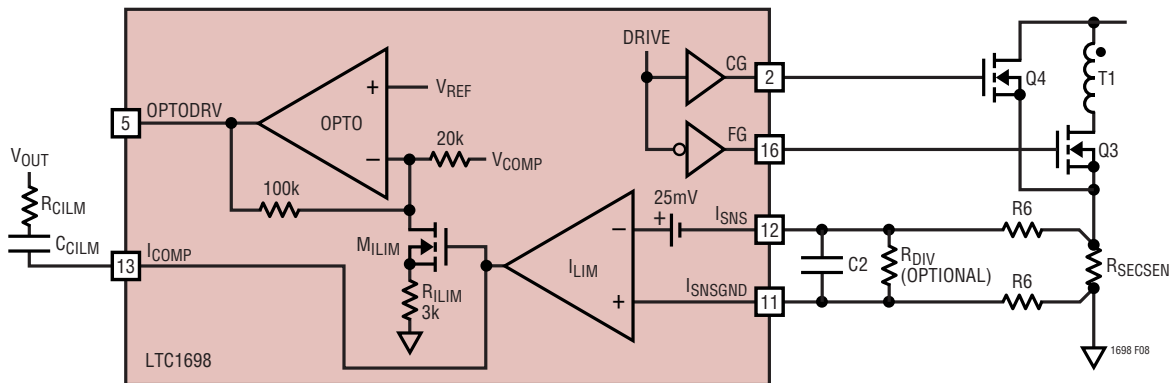 DRIVE
CG
2
Q4
T1
5
OPTODRV
+
VREF
OPTO
–
20k
VCOMP
FG
16
Q3
VOUT
RCILM
100k
25mV
+
ISNS
12
R6
CCILM
13
ICOMP
MILIM
–
ILIM
C2
RDIV
(OPTIONAL)
RSECSEN
RILIM
3k
+
ISNSGND
11
R6
LTC1698
1698 F08